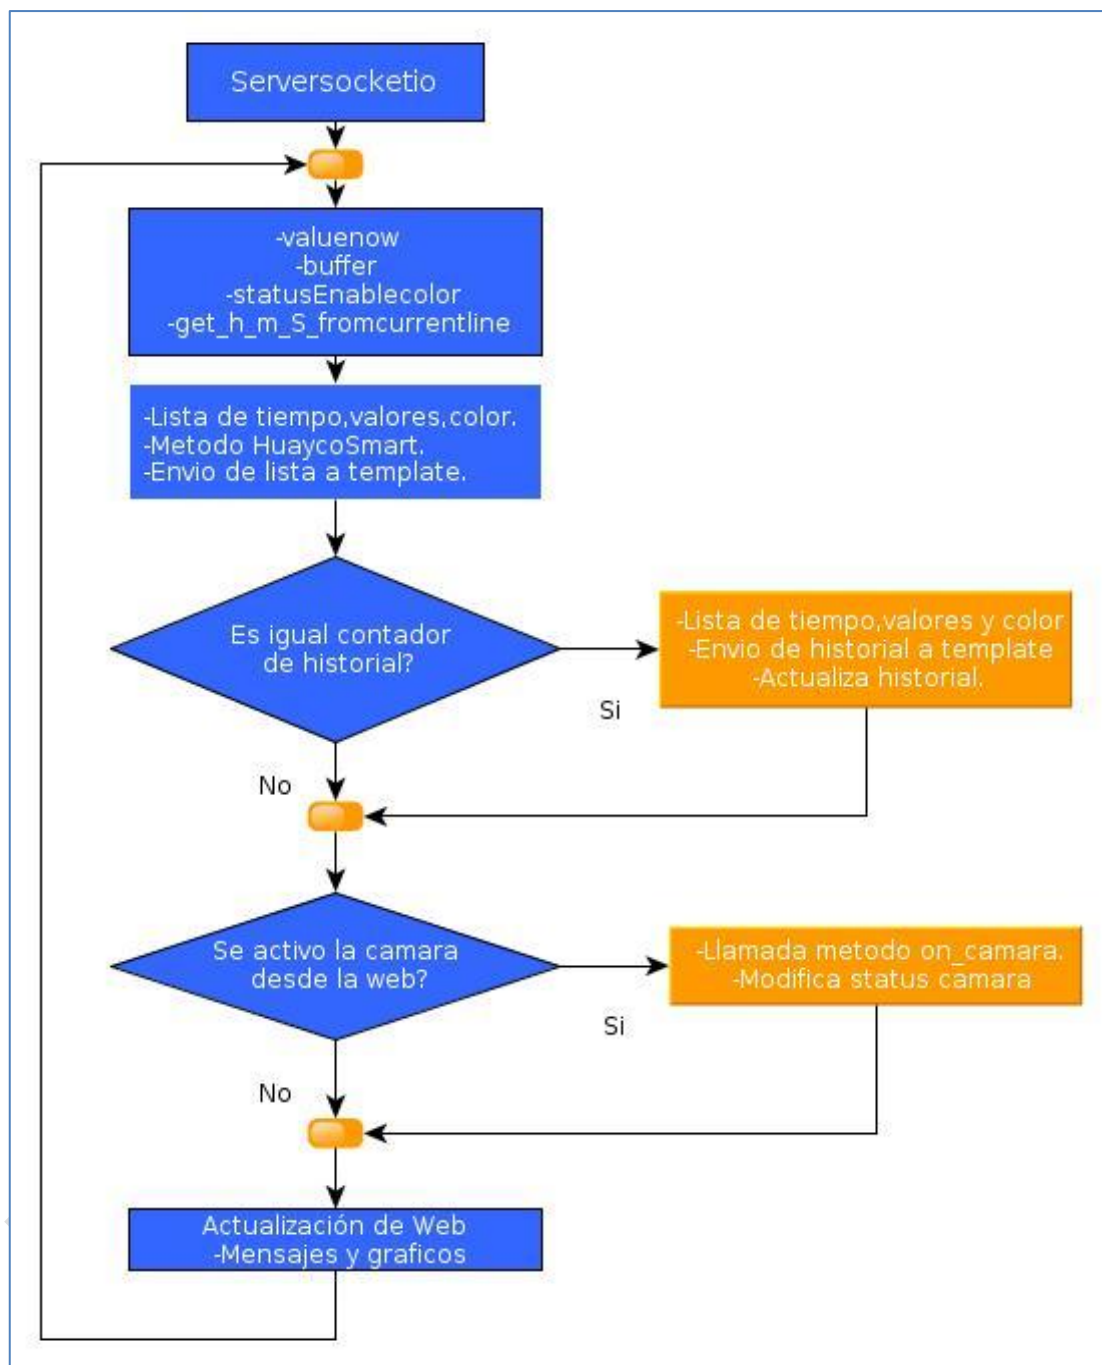 Serversocketio
-valuenow
-buffer
-statusEnablecolor
-get_h_m_S_fromcurrentline
-Lista de tiempo,valores,color.
-Metodo HuaycoSmart.
-Envio de lista a template.
Es igual contador
de historial?
Si
-Lista de tiempo,valores y color
-Envio de historial a template
-Actualiza historial.
No
Se activo la camara
desde la web?
Si
-Llamada metodo on_camara.
-Modifica status camara
No
Actualización de Web
-Mensajes y graficos